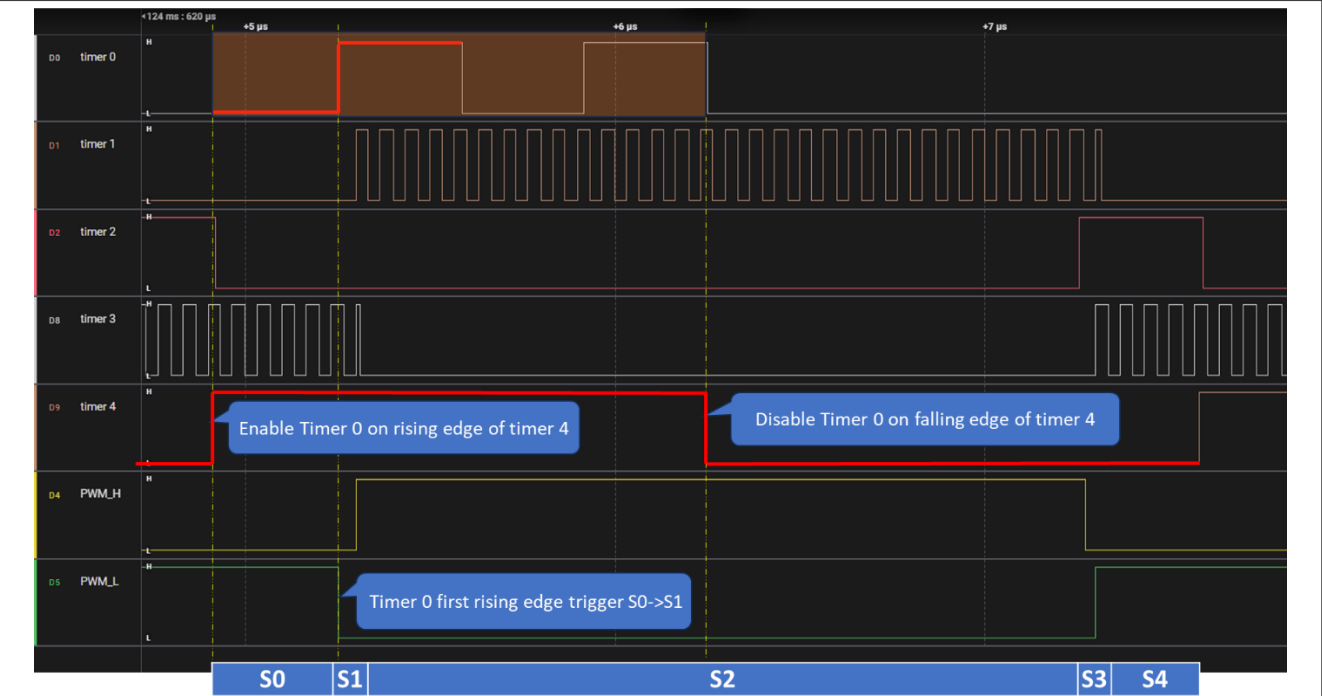 124 ms : 620 µs
+5 µs +6 µs +7 µs
D0 timer 0 H L
D1 timer 1 H L
D2 timer 2 H L
D8 timer 3 H L
D9 timer 4 H L
Enable Timer 0 on rising edge of timer 4
Disable Timer 0 on falling edge of timer 4
D4 PWM_H H L
D5 PWM_L H L
Timer 0 first rising edge trigger S0->S1
S0 S1 S2 S3 S4